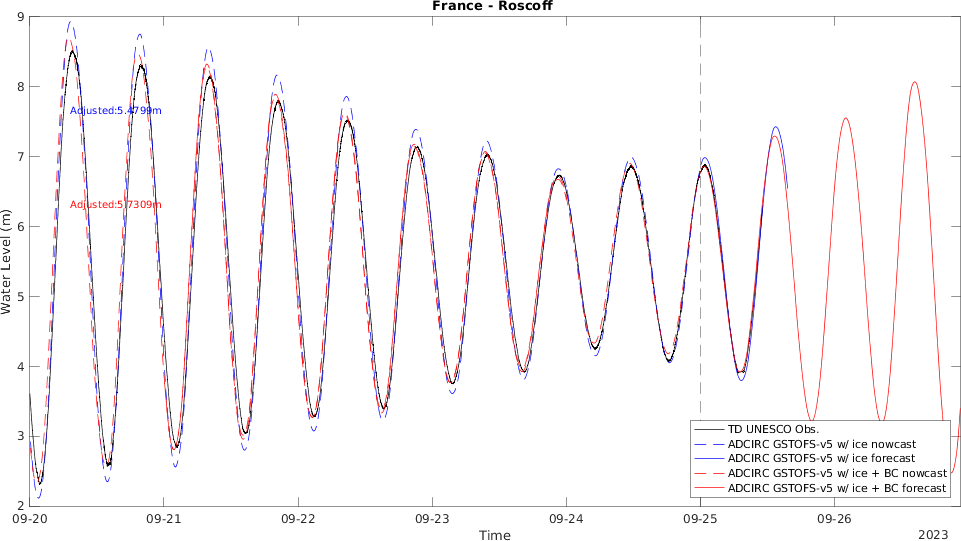 France - Roscoff
Water Level (m)
9
8
7
6
5
4
3
2
Adjusted:5.4799m
Adjusted:5.7309m
TD UNESCO Obs.
ADCIRC GSTOFS-v5 w/ ice nowcast
ADCIRC GSTOFS-v5 w/ ice forecast
ADCIRC GSTOFS-v5 w/ ice + BC nowcast
ADCIRC GSTOFS-v5 w/ ice + BC forecast
09-20 09-21 09-22 09-23 09-24 09-25 09-26
Time
2023